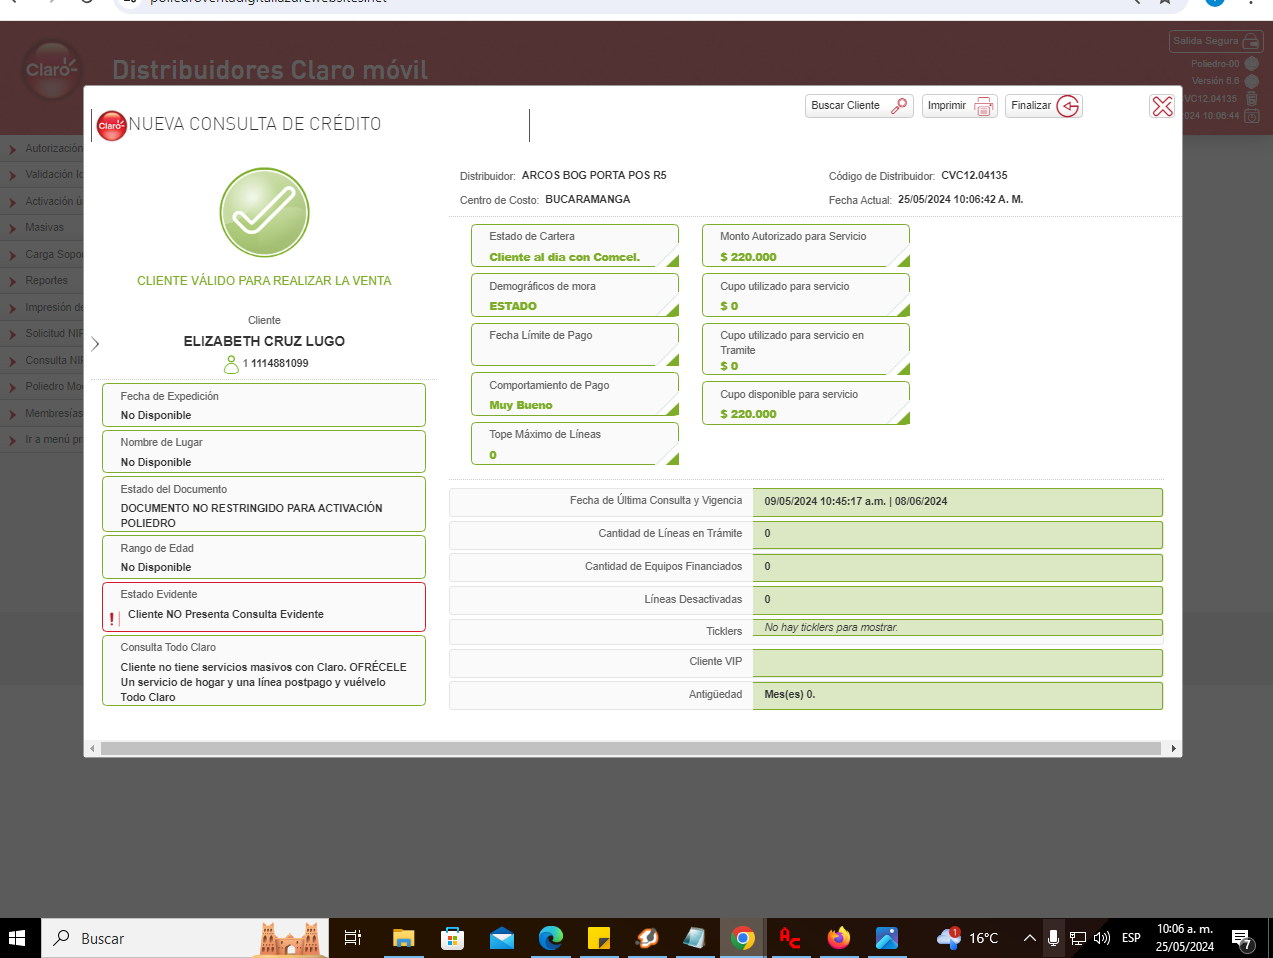 Claro
Distribuidores Claro móvil
Salida Segura
Poliedro-00
Versión 6.6
VC12.04135
024 10:06:44
Autorización
Activación ú
Masivas
Carga Sopo
Reportes
Impresión de
Solicitud NIP
Consulta NIP
Poliedro Mo
Membresías
Ir a menú pr
Claro
NUEVA CONSULTA DE CRÉDITO
Buscar Cliente
Imprimir
Finalizar
CLIENTE VÁLIDO PARA REALIZAR LA VENTA
Cliente
ELIZABETH CRUZ LUGO
1 1114881099
Fecha de Expedición
No Disponible
Nombre de Lugar
No Disponible
Estado del Documento
DOCUMENTO NO RESTRINGIDO PARA ACTIVACIÓN
POLIEDRO
Rango de Edad
No Disponible
Estado Evidente
! Cliente NO Presenta Consulta Evidente
Consulta Todo Claro
Cliente no tiene servicios masivos con Claro. OFRÉCELE
Un servicio de hogar y una línea postpago y vuélvelo
Todo Claro
Distribuidor: ARCOS BOG PORTA POS R5
Código de Distribuidor: CVC12.04135
Centro de Costo: BUCARAMANGA
Fecha Actual: 25/05/2024 10:06:42 A. M.
Estado de Cartera
Cliente al día con Comcel.
Demográficos de mora
ESTADO
Fecha Límite de Pago
Comportamiento de Pago
Muy Bueno
Tope Máximo de Líneas
0
Monto Autorizado para Servicio
$ 220.000
Cupo utilizado para servicio
$ 0
Cupo utilizado para servicio en
Tramite
$ 0
Cupo disponible para servicio
$ 220.000
Fecha de Última Consulta y Vigencia 09/05/2024 10:45:17 a.m. | 08/06/2024
Cantidad de Líneas en Trámite 0
Cantidad de Equipos Financiados 0
Líneas Desactivadas 0
Ticklers No hay ticklers para mostrar.
Cliente VIP
Antigüedad Mes(es) 0.
Buscar
1
16°C
ESP
10:06 a. m.
25/05/2024
7